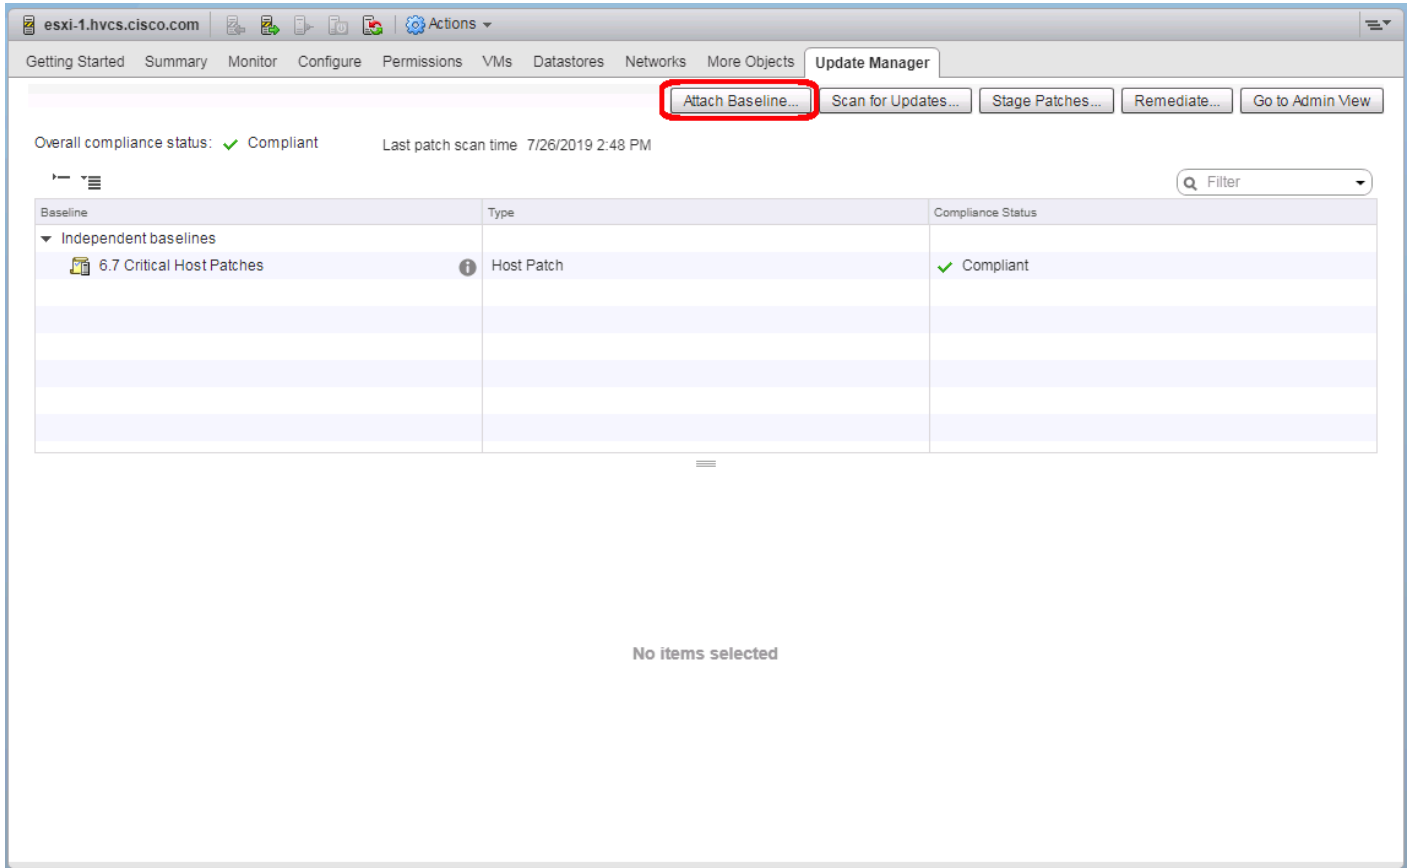 esxi-1.hvcs.cisco.com Actions
Getting Started Summary Monitor Configure Permissions VMs Datastores Networks More Objects Update Manager
Attach Baseline... Scan for Updates... Stage Patches... Remediate... Go to Admin View
Overall compliance status: Compliant Last patch scan time 7/26/2019 2:48 PM
Filter
Baseline Type Compliance Status
Independent baselines
6.7 Critical Host Patches Host Patch Compliant
No items selected